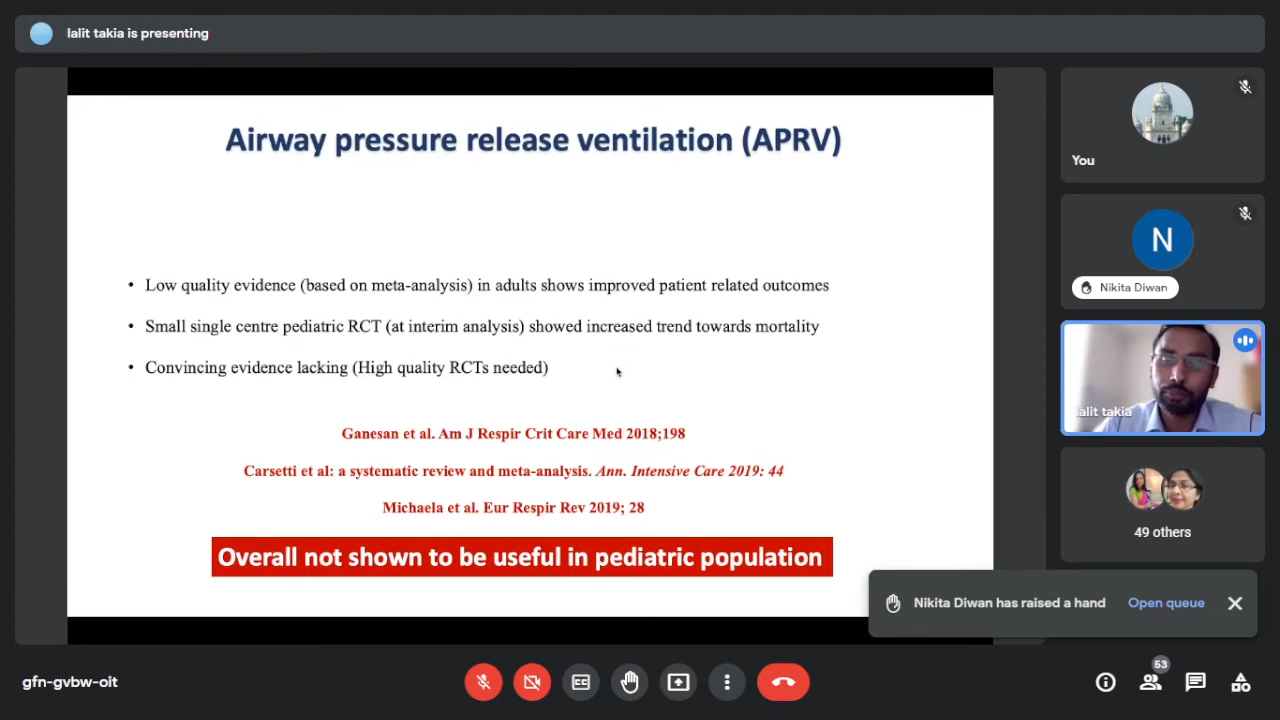 lalit takia is presenting
Airway pressure release ventilation (APRV)
• Low quality evidence (based on meta-analysis) in adults shows improved patient related outcomes
• Small single centre pediatric RCT (at interim analysis) showed increased trend towards mortality
• Convincing evidence lacking (High quality RCTs needed)
Ganesan et al. Am J Respir Crit Care Med 2018;198
Carsetti et al: a systematic review and meta-analysis. Ann. Intensive Care 2019: 44
Michaela et al. Eur Respir Rev 2019; 28
Overall not shown to be useful in pediatric population
You
N
Nikita Diwan
lalit takia
49 others
Nikita Diwan has raised a hand
Open queue
gfn-gvbw-oit
CC
53